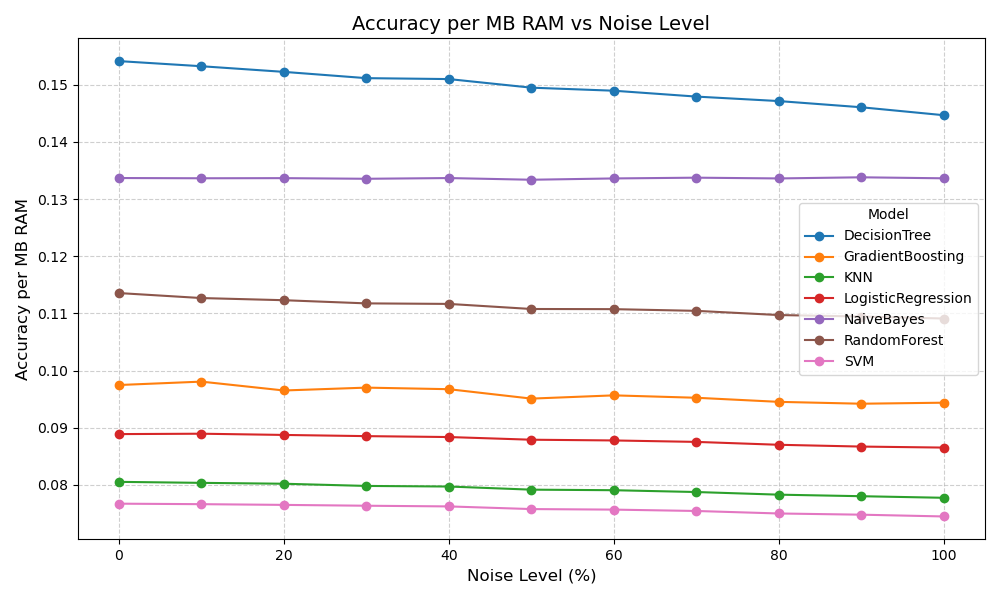 Accuracy per MB RAM vs Noise Level
Accuracy per MB RAM
0.15
0.14
0.13
0.12
0.11
0.10
0.09
0.08
0
20
40
60
80
100
Noise Level (%)
Model
DecisionTree
GradientBoosting
KNN
LogisticRegression
NaiveBayes
RandomForest
SVM